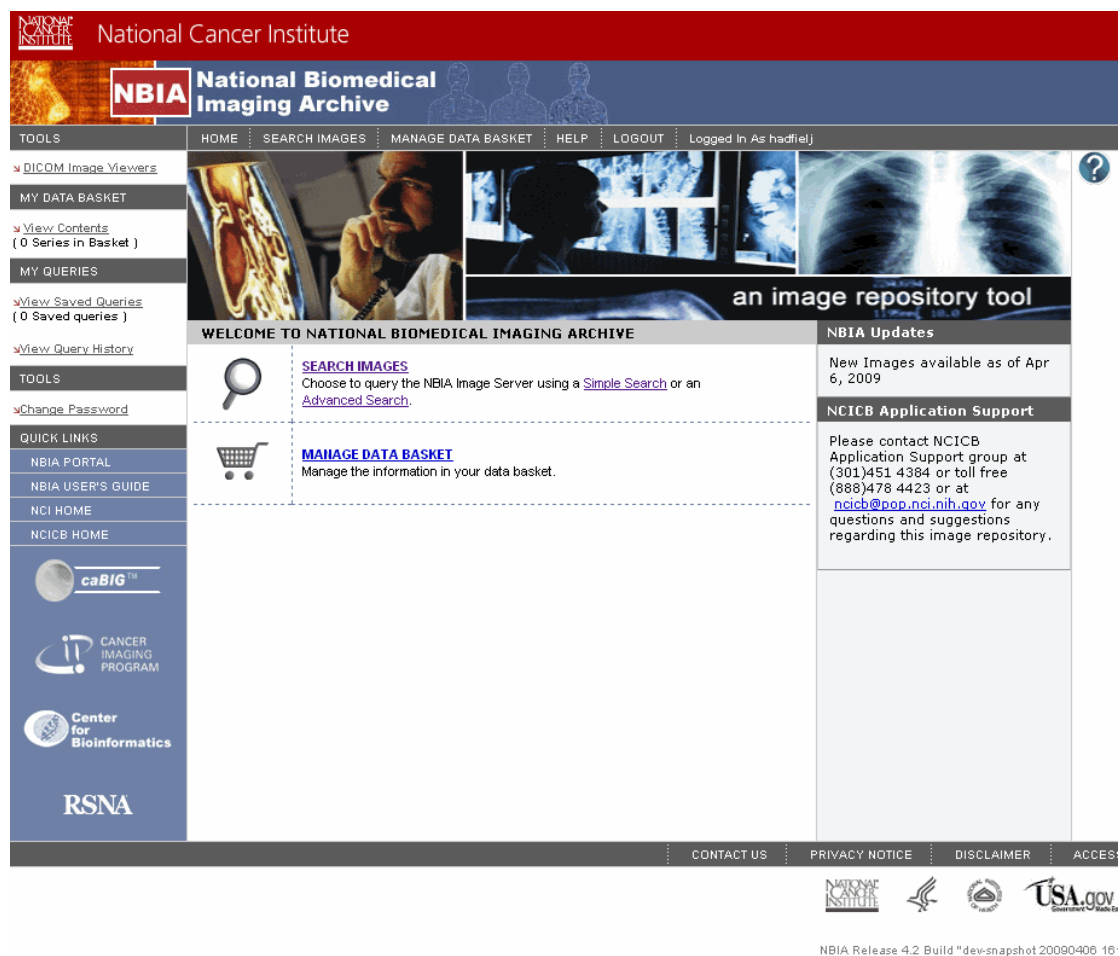 NATIONAL CANCER INSTITUTE
National Cancer Institute
NBIA
National Biomedical
Imaging Archive
TOOLS
HOME
SEARCH IMAGES
MANAGE DATA BASKET
HELP
LOGOUT
Logged In As hadfielj
DICOM Image Viewers
MY DATA BASKET
View Contents
( 0 Series in Basket )
MY QUERIES
View Saved Queries
( 0 Saved queries )
View Query History
TOOLS
Change Password
QUICK LINKS
NBIA PORTAL
NBIA USER'S GUIDE
NCI HOME
NCICB HOME
caBIG™
CANCER
IMAGING
PROGRAM
Center
for
Bioinformatics
RSNA
?
an image repository tool
WELCOME TO NATIONAL BIOMEDICAL IMAGING ARCHIVE
SEARCH IMAGES
Choose to query the NBIA Image Server using a Simple Search or an
Advanced Search.
MANAGE DATA BASKET
Manage the information in your data basket.
NBIA Updates
New Images available as of Apr
6, 2009
NCICB Application Support
Please contact NCICB
Application Support group at
(301)451 4384 or toll free
(888)478 4423 or at
ncicb@pop.nci.nih.gov for any
questions and suggestions
regarding this image repository.
CONTACT US
PRIVACY NOTICE
DISCLAIMER
ACCESS
NATIONAL CANCER INSTITUTE
USA.gov
NBIA Release 4.2 Build "dev-snapshot 20090406 16